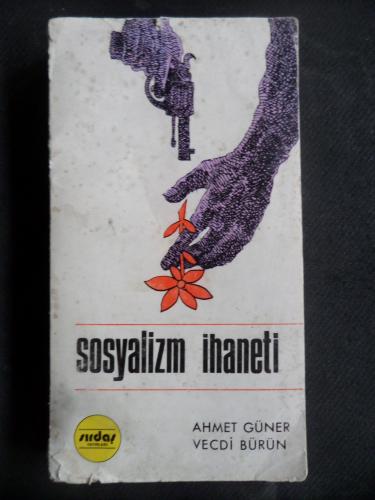 sosyalizm ihaneti
AHMET GÜNER
VECDİ BÜRÜN
sırdaş